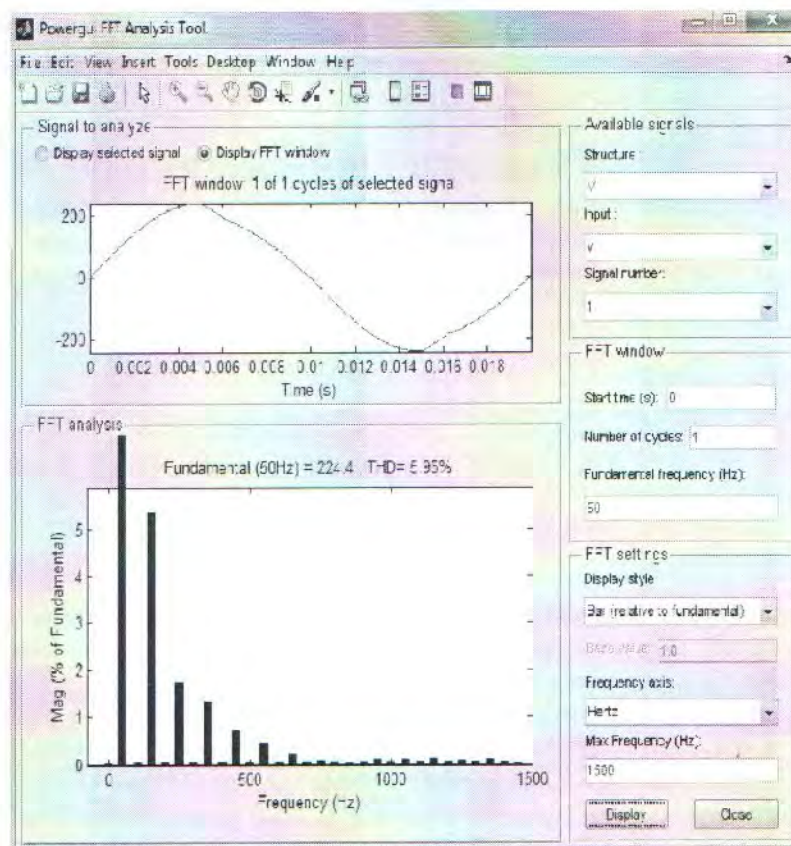 Powergui FFT Analysis Tool.
File Edit View Insert Tools Desktop Window Help
Signal to analyze
Display selected signal Display FFT window
FFT window: 1 of 1 cycles of selected signal
200
0
-200
0 0.002 0.004 0.006 0.008 0.01 0.012 0.014 0.016 0.018
Time (s)
FFT analysis
Fundamental (50Hz) = 224.4 , THD= 5.95%
5
4
3
2
1
0
Mag (% of Fundamental)
0 500 1000 1500
Frequency (Hz)
Available signals
Structure :
V
Input :
v
Signal number:
1
FFT window
Start time (s): 0
Number of cycles: 1
Fundamental frequency (Hz):
50
FFT settings
Display style :
Bar (relative to fundamental)
Base value: 1.0
Frequency axis:
Hertz
Max Frequency (Hz):
1500
Display Close